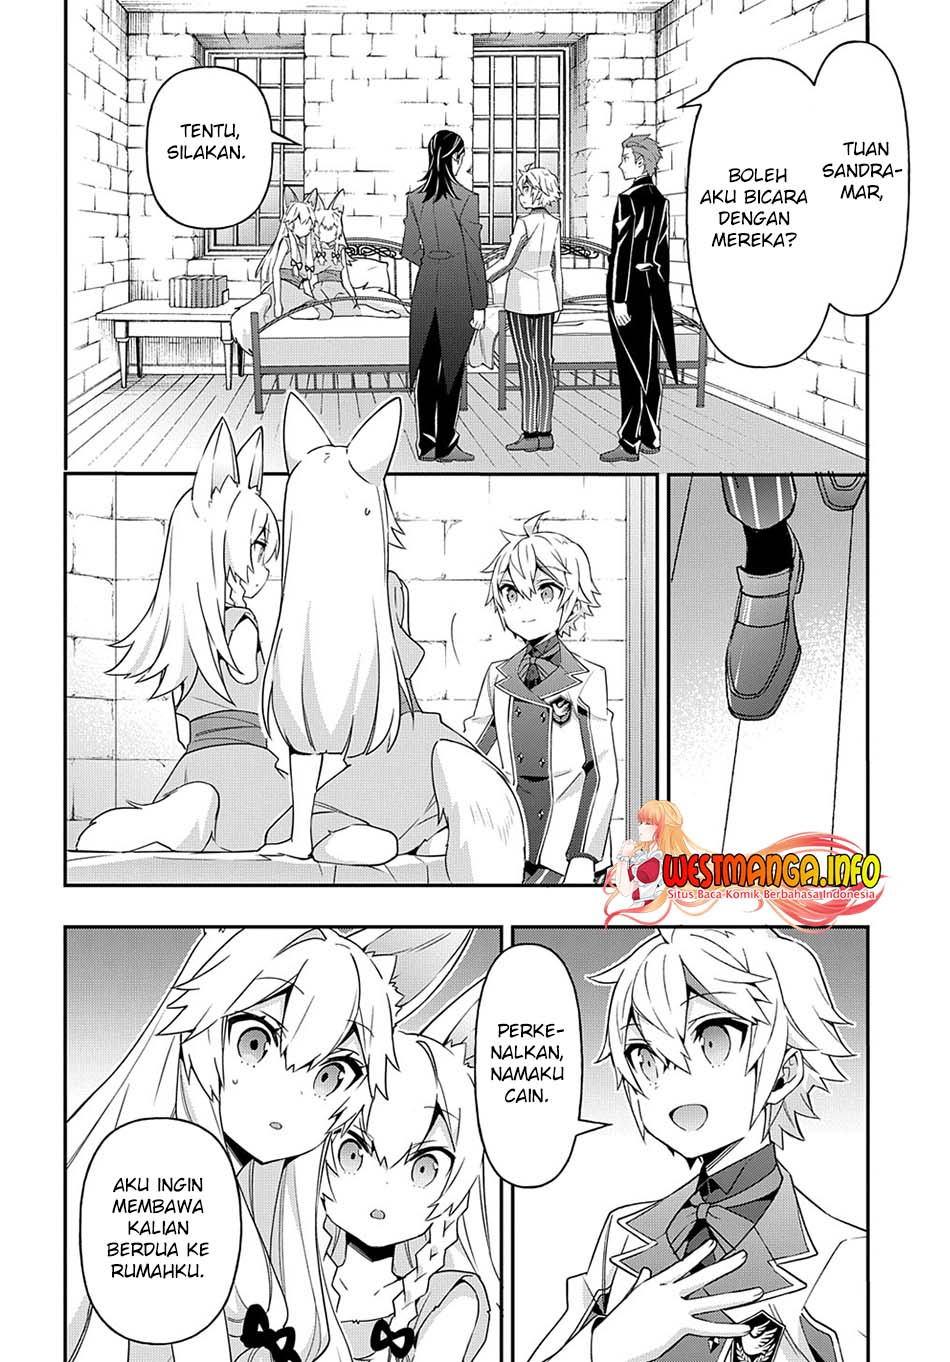 TUAN
SANDRA-
MAR,
BOLEH
AKU BICARA
DENGAN
MEREKA?
TENTU,
SILAKAN.
WESTMANGA.INFO
Situs Baca Komik Berbahasa Indonesia
PERKE-
NALKAN,
NAMAKU
CAIN.
AKU INGIN
MEMBAWA
KALIAN
BERDUA KE
RUMAHKU.